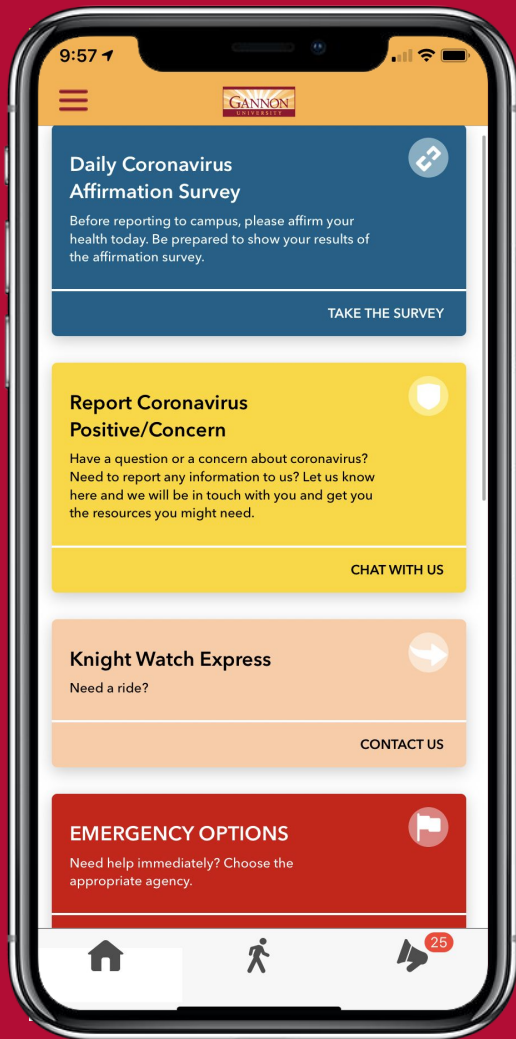 9:57
GANNON
UNIVERSITY
Daily Coronavirus
Affirmation Survey
Before reporting to campus, please affirm your
health today. Be prepared to show your results of
the affirmation survey.
TAKE THE SURVEY
Report Coronavirus
Positive/Concern
Have a question or a concern about coronavirus?
Need to report any information to us? Let us know
here and we will be in touch with you and get you
the resources you might need.
CHAT WITH US
Knight Watch Express
Need a ride?
CONTACT US
EMERGENCY OPTIONS
Need help immediately? Choose the
appropriate agency.
25